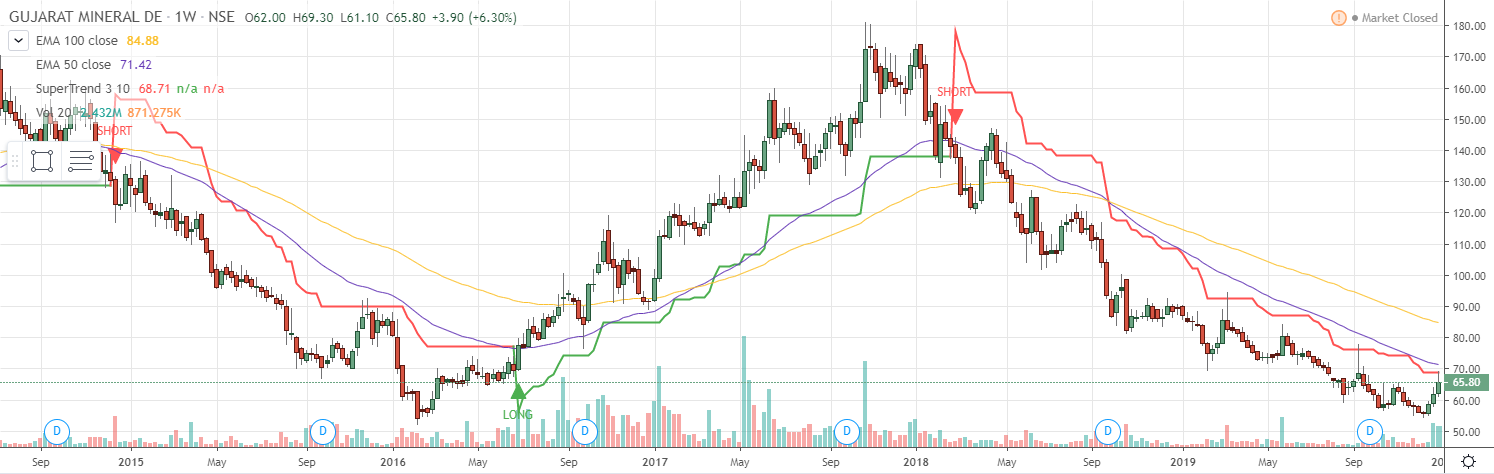 GUJARAT MINERAL DE · 1W · NSE O62.00 H69.30 L61.10 C65.80 +3.90 (+6.30%)
! Market Closed
EMA 100 close 84.88
EMA 50 close 71.42
SuperTrend 3 10 68.71 n/a n/a
Vol 20 2.432M 871.275K
SHORT
SHORT
LONG
180.00
170.00
160.00
150.00
140.00
130.00
120.00
110.00
100.00
90.00
80.00
70.00
65.80
60.00
50.00
D D D D D D
Sep 2015 May Sep 2016 May Sep 2017 May Sep 2018 May Sep 2019 May Sep 20